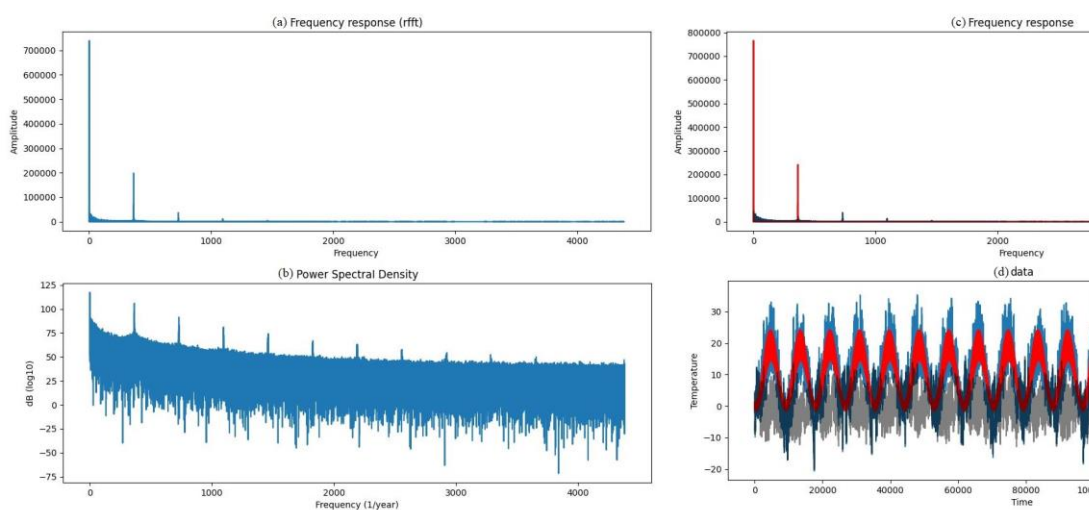 (a) Frequency response (rfft)
700000
600000
500000
400000
300000
200000
100000
0
Amplitude
0 1000 2000 3000 4000
Frequency
(b) Power Spectral Density
125
100
75
50
25
0
−25
−50
−75
dB (log10)
0 1000 2000 3000 4000
Frequency (1/year)
(c) Frequency response
800000
700000
600000
500000
400000
300000
200000
100000
0
Amplitude
0 1000 2000
Frequency
(d) data
30
20
10
0
−10
−20
Temperature
0 20000 40000 60000 80000
Time